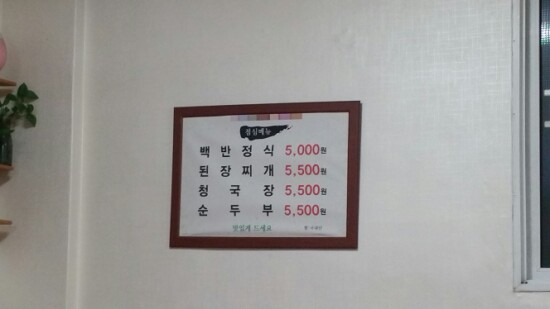 점심메뉴
백반정식 5,000원
된장찌개 5,500원
청국장 5,500원
순두부 5,500원
맛있게 드세요